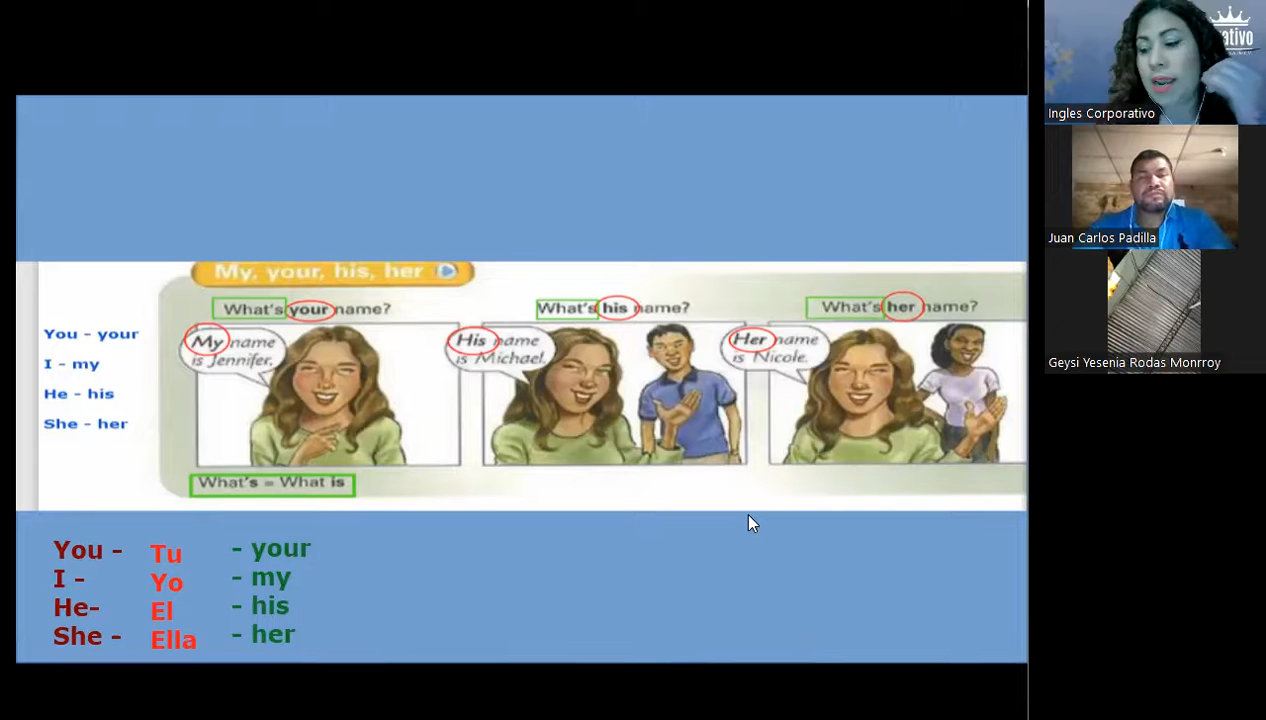 My, your, his, her
What's your name?
What's his name?
What's her name?
My name
is Jennifer.
His name
is Michael.
Her name
is Nicole.
You - your
I - my
He - his
She - her
What's = What is
You - Tu - your
I - Yo - my
He- El - his
She - Ella - her
ativo
Ingles Corporativo
Juan Carlos Padilla
Geysi Yesenia Rodas Monrroy